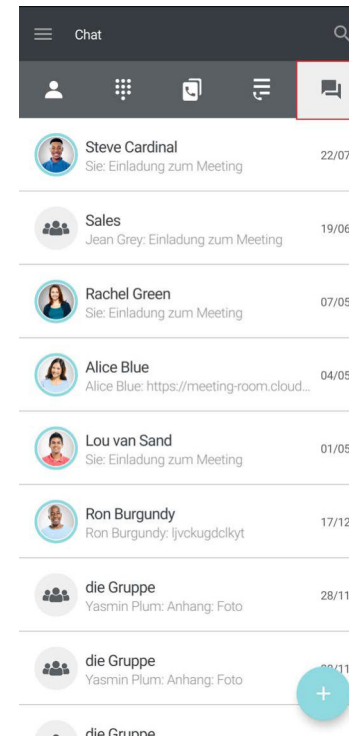 Chat
Steve Cardinal
22/07
Sie: Einladung zum Meeting
Sales
19/06
Jean Grey: Einladung zum Meeting
Rachel Green
07/05
Sie: Einladung zum Meeting
Alice Blue
04/05
Alice Blue: https://meeting-room.cloud...
Lou van Sand
01/05
Sie: Einladung zum Meeting
Ron Burgundy
17/12
Ron Burgundy: ljvckugdclkyt
die Gruppe
28/11
Yasmin Plum: Anhang: Foto
die Gruppe
Yasmin Plum: Anhang: Foto
die Gruppe